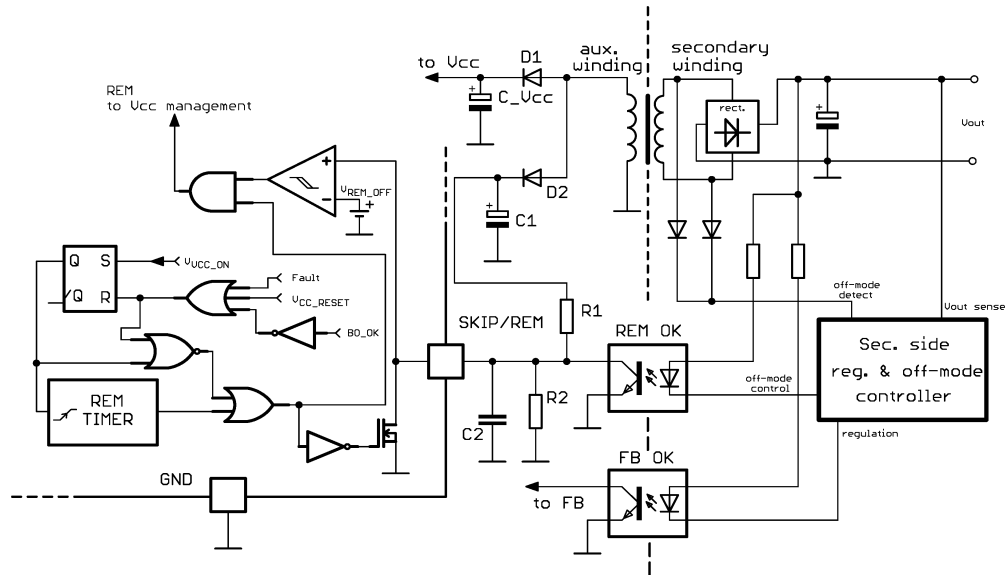 to Vcc
D1
aux.
winding
secondary
winding
C_Vcc
rect.
Vout
REM
to Vcc management
VREM_OFF
D2
C1
Q
S
VVCC_ON
Q
R
Fault
VCC_RESET
BO_OK
SKIP/REM
R1
off-mode
detect
Vout sense
REM OK
Sec. side
reg. & off-mode
controller
off-mode
control
REM
TIMER
C2
R2
regulation
GND
FB OK
to FB